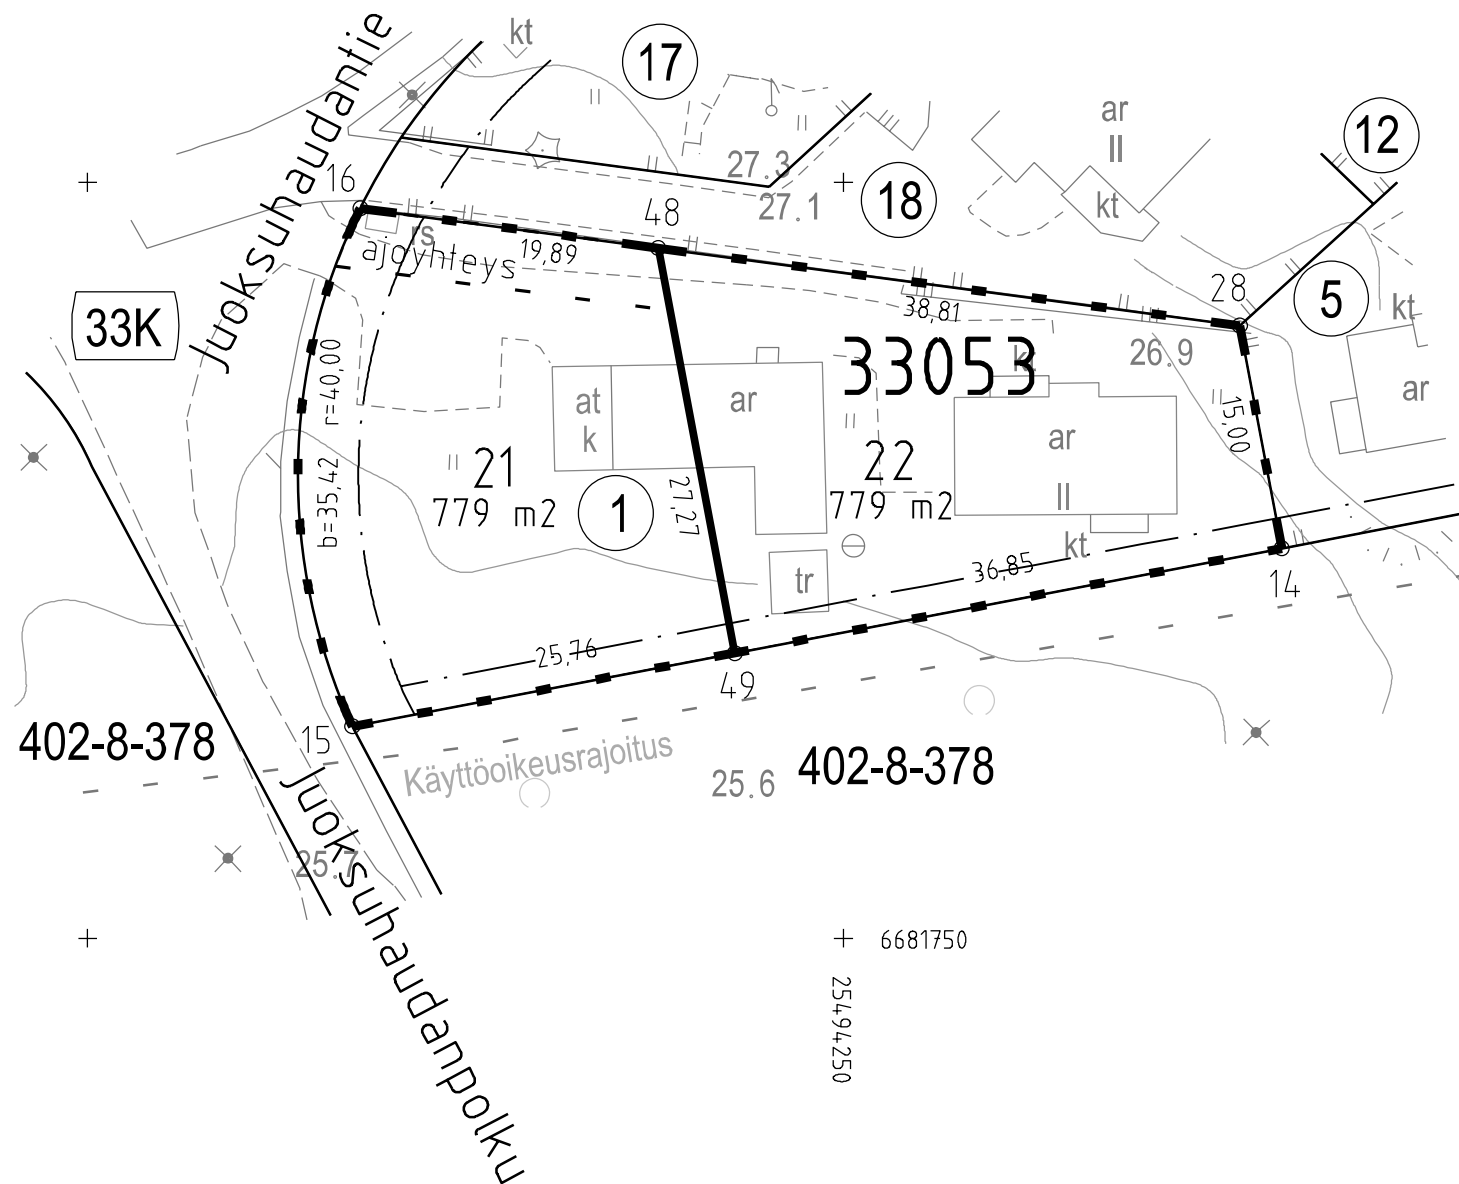 kt
17
Juoksuhaudantie
ar
II
12
27.3
16
18
kt
27.1
48
rs
19,89
ajoyhteys
28
5
38,81
kt
33K
33053
kt
26.9
r=40,00
at
k
ar
ar
15,00
ar
21
22
b=35,42
27,27
779 m2
1
779 m2
II
kt
tr
36,85
14
25,76
49
15
402-8-378
Käyttöoikeusrajoitus
402-8-378
25.6
25.7
Juoksuhaudanpolku
6681750
25494250